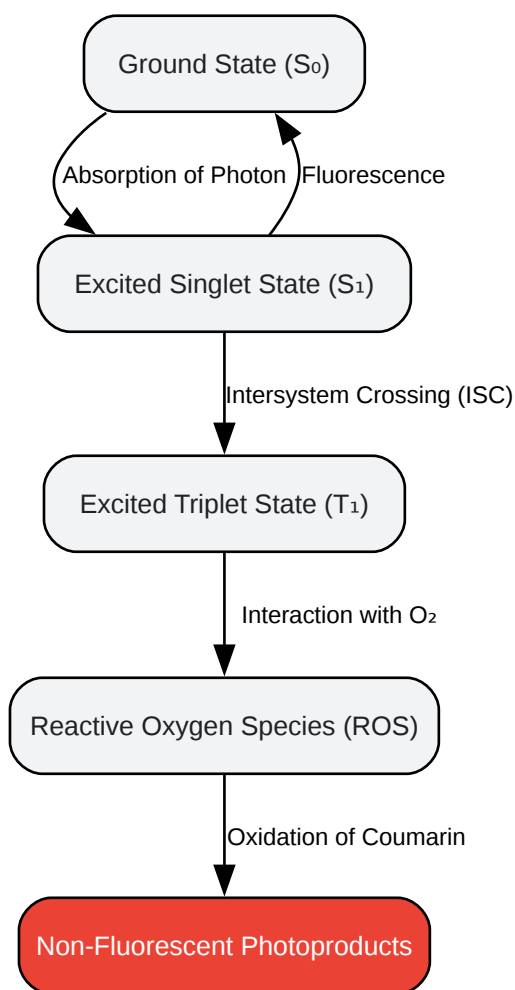 Ground State (S₀)
Absorption of Photon
Fluorescence
Excited Singlet State (S₁)
Intersystem Crossing (ISC)
Excited Triplet State (T₁)
Interaction with O₂
Reactive Oxygen Species (ROS)
Oxidation of Coumarin
Non-Fluorescent Photoproducts